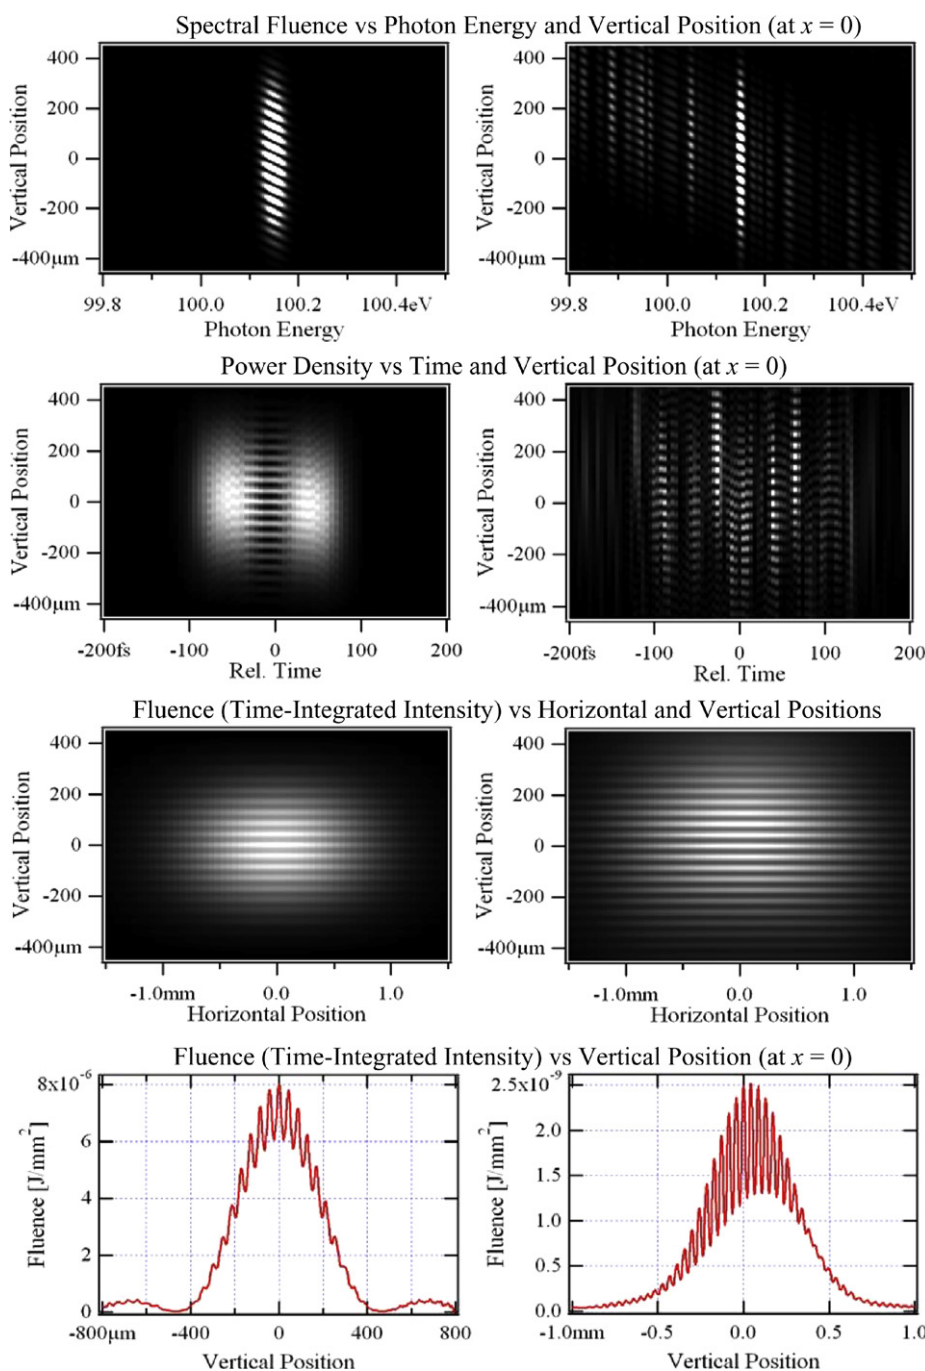 Spectral Fluence vs Photon Energy and Vertical Position (at x = 0)
Vertical Position
400
200
0
-200
-400µm
99.8 100.0 100.2 100.4eV
Photon Energy
Vertical Position
400
200
0
-200
-400µm
99.8 100.0 100.2 100.4eV
Photon Energy
Power Density vs Time and Vertical Position (at x = 0)
Vertical Position
400
200
0
-200
-400µm
-200fs -100 0 100 200
Rel. Time
Vertical Position
400
200
0
-200
-400µm
-200fs -100 0 100 200
Rel. Time
Fluence (Time-Integrated Intensity) vs Horizontal and Vertical Positions
Vertical Position
400
200
0
-200
-400µm
-1.0mm 0.0 1.0
Horizontal Position
Vertical Position
400
200
0
-200
-400µm
-1.0mm 0.0 1.0
Horizontal Position
Fluence (Time-Integrated Intensity) vs Vertical Position (at x = 0)
Fluence [J/mm²]
8x10⁻⁶
6
4
2
0
-800µm -400 0 400 800
Vertical Position
Fluence [J/mm²]
2.5x10⁻⁹
2.0
1.5
1.0
0.5
0.0
-1.0mm -0.5 0.0 0.5 1.0
Vertical Position